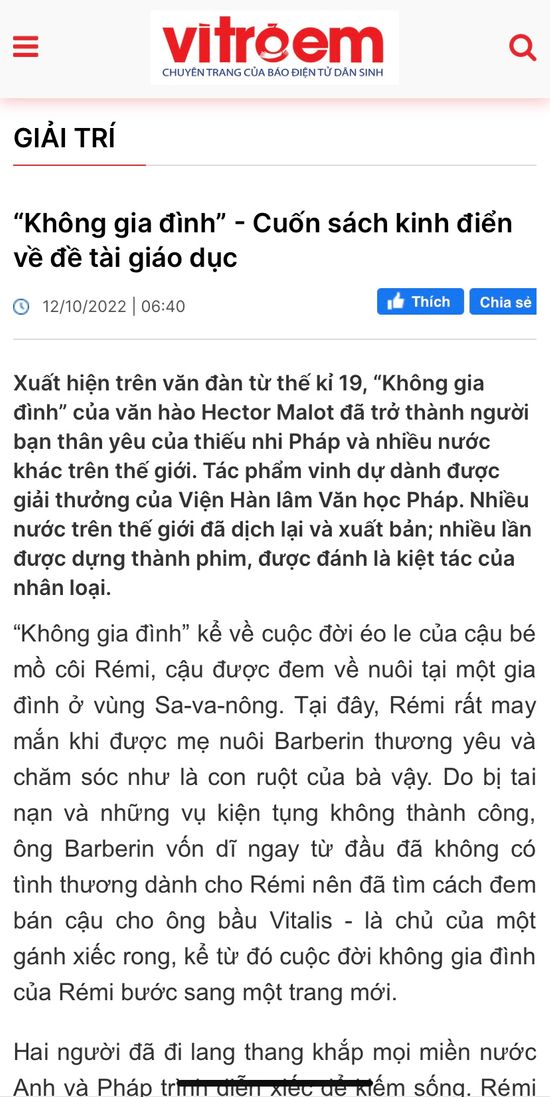 vìtrẻem
CHUYÊN TRANG CỦA BÁO ĐIỆN TỬ DÂN SINH
GIẢI TRÍ
“Không gia đình” - Cuốn sách kinh điển
về đề tài giáo dục
12/10/2022 | 06:40
Thích
Chia sẻ
Xuất hiện trên văn đàn từ thế kỉ 19, “Không gia
đình” của văn hào Hector Malot đã trở thành người
bạn thân yêu của thiếu nhi Pháp và nhiều nước
khác trên thế giới. Tác phẩm vinh dự dành được
giải thưởng của Viện Hàn lâm Văn học Pháp. Nhiều
nước trên thế giới đã dịch lại và xuất bản; nhiều lần
được dựng thành phim, được đánh là kiệt tác của
nhân loại.
“Không gia đình” kể về cuộc đời éo le của cậu bé
mồ côi Rémi, cậu được đem về nuôi tại một gia
đình ở vùng Sa-va-nông. Tại đây, Rémi rất may
mắn khi được mẹ nuôi Barberin thương yêu và
chăm sóc như là con ruột của bà vậy. Do bị tai
nạn và những vụ kiện tụng không thành công,
ông Barberin vốn dĩ ngay từ đầu đã không có
tình thương dành cho Rémi nên đã tìm cách đem
bán cậu cho ông bầu Vitalis - là chủ của một
gánh xiếc rong, kể từ đó cuộc đời không gia đình
của Rémi bước sang một trang mới.
Hai người đã đi lang thang khắp mọi miền nước
Anh và Pháp trình diễn xiếc để kiếm sống. Rémi